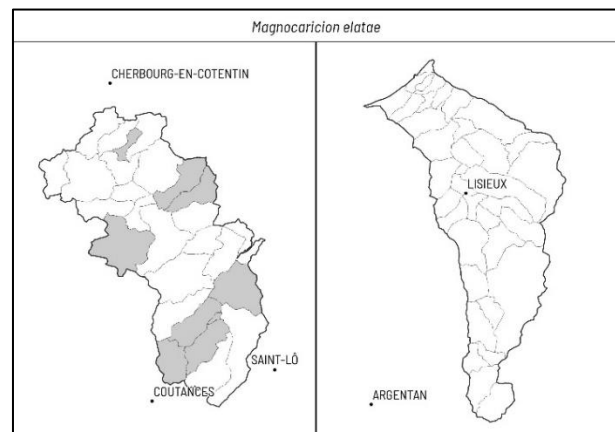 Magnocaricion elatae
CHERBOURG-EN-COTENTIN
SAINT-LÔ
COUTANCES
LISIEUX
ARGENTAN